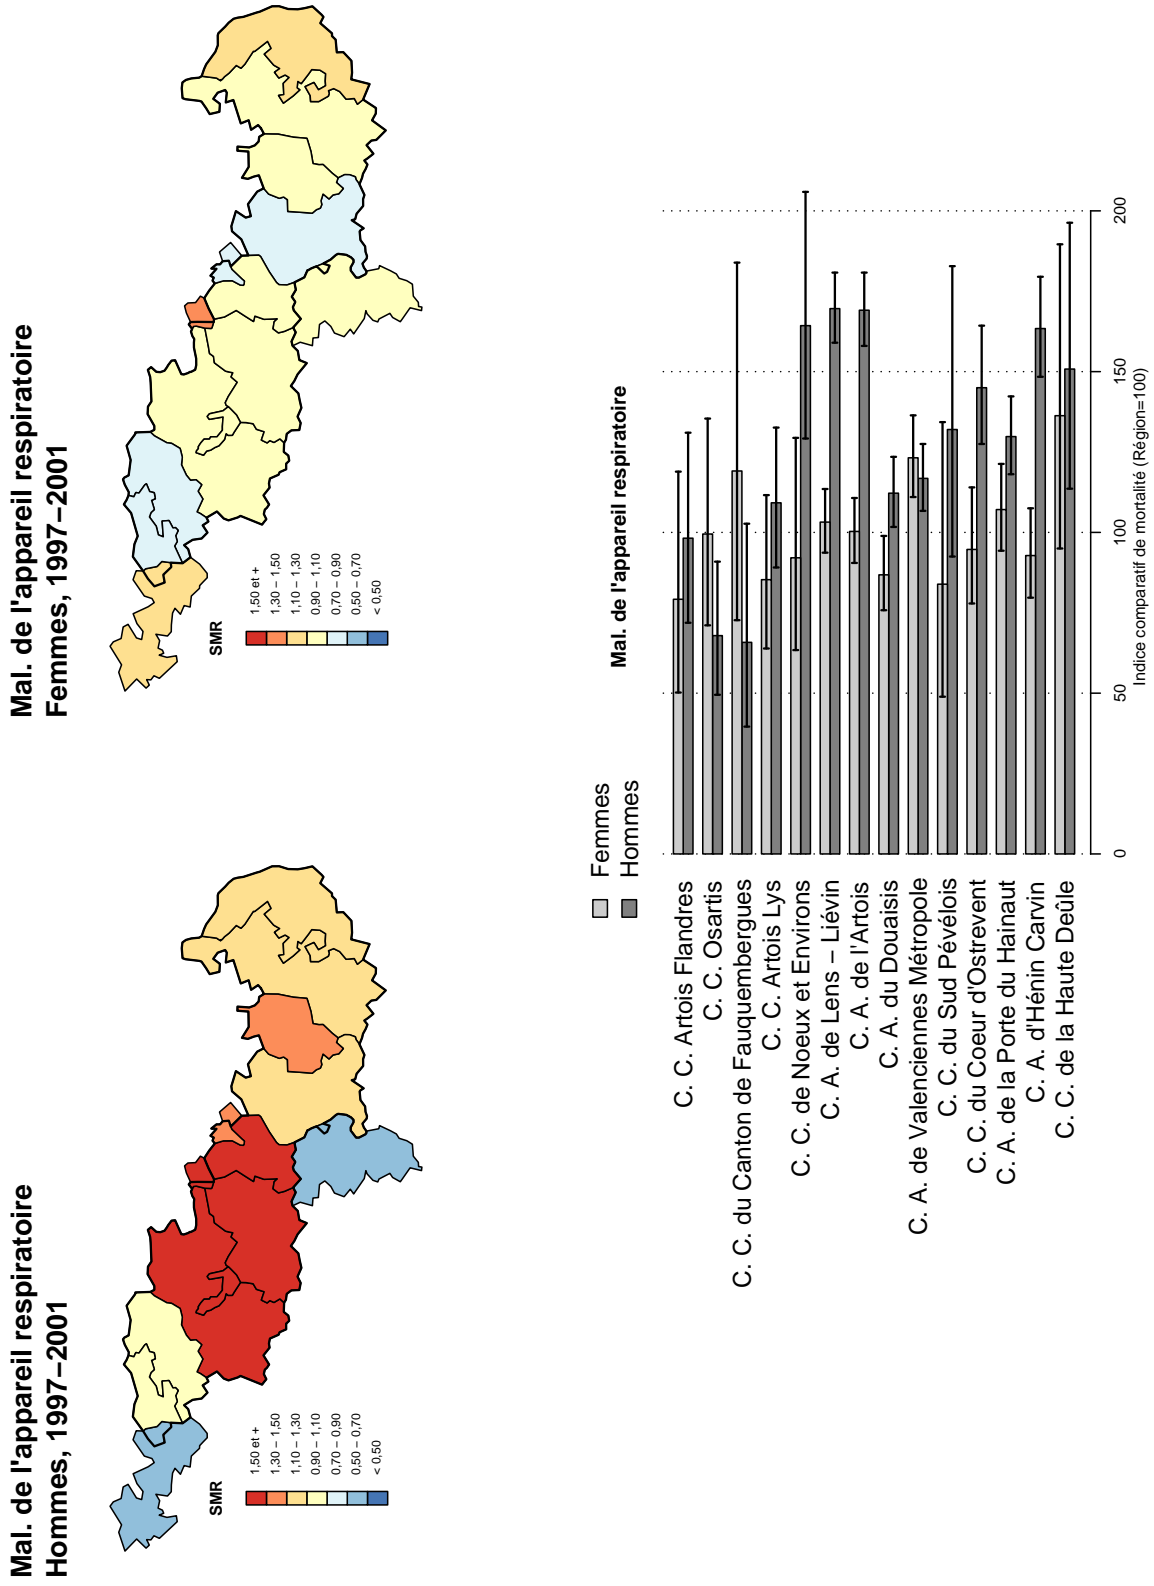 Mal. de l'appareil respiratoire
Hommes, 1997−2001
SMR
1,50 et +
1,30 − 1,50
1,10 − 1,30
0,90 − 1,10
0,70 − 0,90
0,50 − 0,70
< 0,50
Mal. de l'appareil respiratoire
Femmes, 1997−2001
SMR
1,50 et +
1,30 − 1,50
1,10 − 1,30
0,90 − 1,10
0,70 − 0,90
0,50 − 0,70
< 0,50
Femmes
Hommes
Mal. de l'appareil respiratoire
C. C. Artois Flandres
C. C. Osartis
C. C. du Canton de Fauquembergues
C. C. Artois Lys
C. C. de Noeux et Environs
C. A. de Lens − Liévin
C. A. de l'Artois
C. A. du Douaisis
C. A. de Valenciennes Métropole
C. C. du Sud Pévélois
C. C. du Coeur d'Ostrevent
C. A. de la Porte du Hainaut
C. A. d'Hénin Carvin
C. C. de la Haute Deûle
0 50 100 150 200
Indice comparatif de mortalité (Région=100)